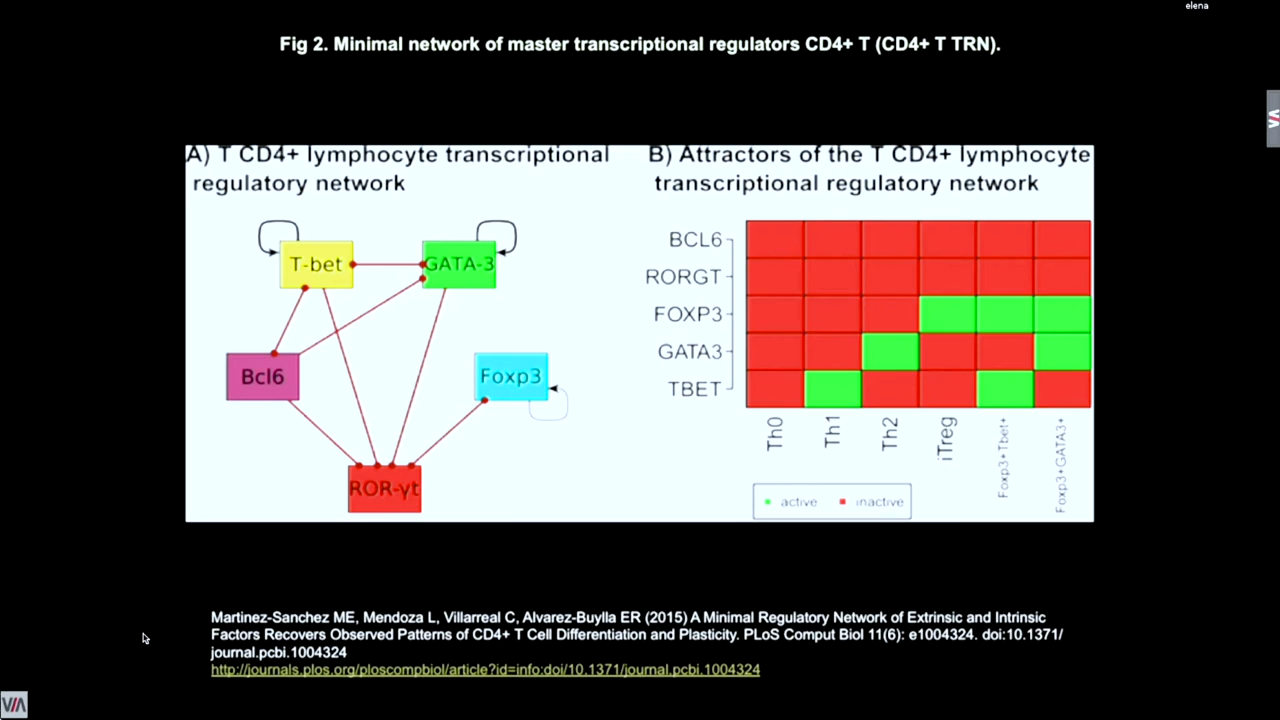 elena
Fig 2. Minimal network of master transcriptional regulators CD4+ T (CD4+ T TRN).
A) T CD4+ lymphocyte transcriptional
regulatory network
T-bet
GATA-3
Bcl6
Foxp3
ROR-γt
B) Attractors of the T CD4+ lymphocyte
transcriptional regulatory network
BCL6
RORGT
FOXP3
GATA3
TBET
Th0
Th1
Th2
iTreg
Foxp3+Tbet+
Foxp3+GATA3+
active
inactive
Martinez-Sanchez ME, Mendoza L, Villarreal C, Alvarez-Buylla ER (2015) A Minimal Regulatory Network of Extrinsic and Intrinsic
Factors Recovers Observed Patterns of CD4+ T Cell Differentiation and Plasticity. PLoS Comput Biol 11(6): e1004324. doi:10.1371/
journal.pcbi.1004324
http://journals.plos.org/ploscompbiol/article?id=info:doi/10.1371/journal.pcbi.1004324
VIA